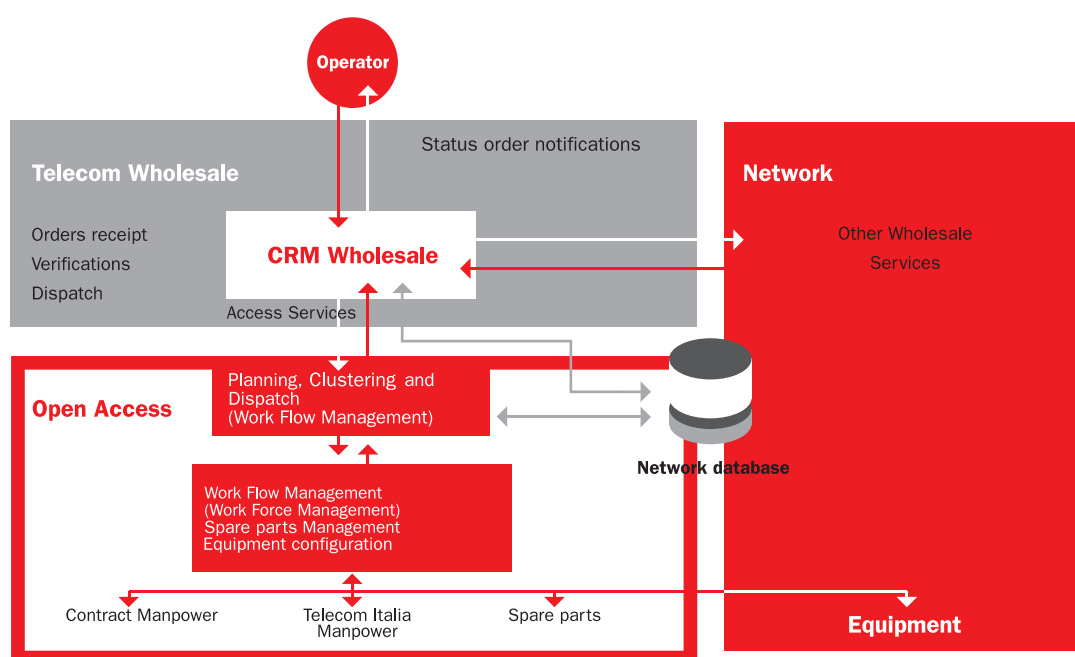 Operator
Status order notifications
Telecom Wholesale
Network
Orders receipt
Verifications
Dispatch
CRM Wholesale
Other Wholesale
Services
Access Services
Open Access
Planning, Clustering and
Dispatch
(Work Flow Management)
Network database
Work Flow Management
(Work Force Management)
Spare parts Management
Equipment configuration
Contract Manpower
Telecom Italia
Manpower
Spare parts
Equipment